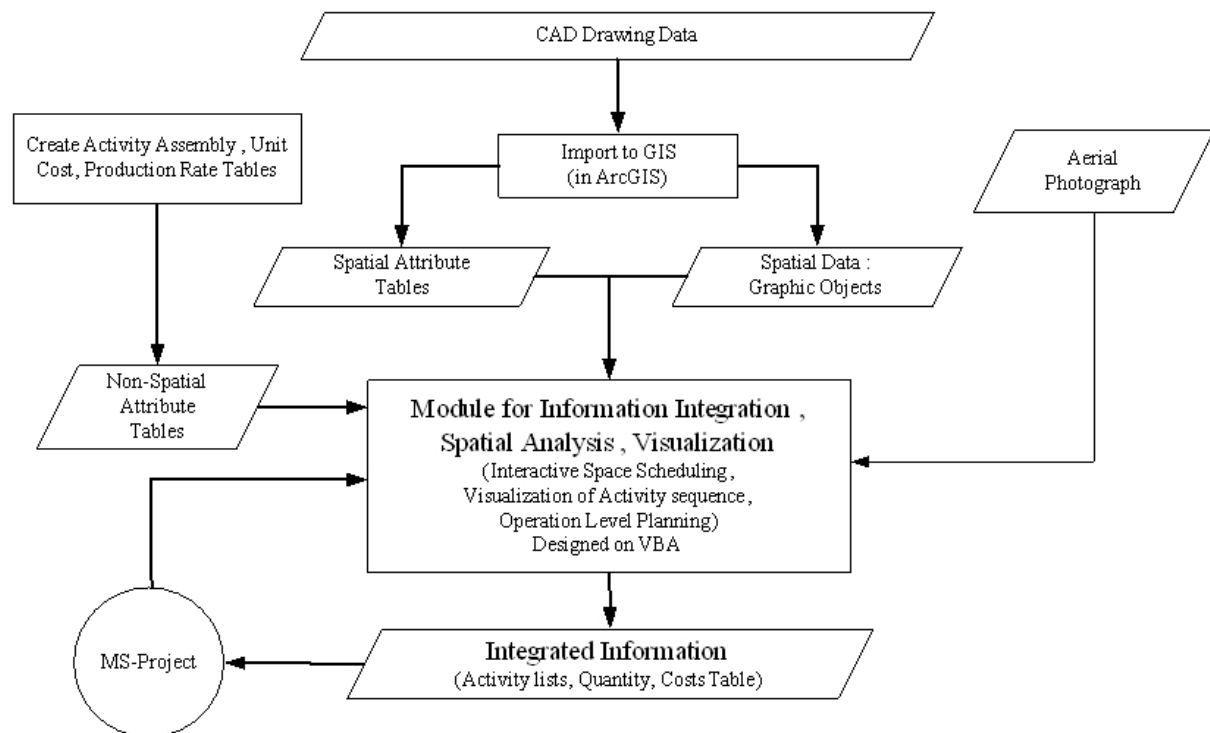 CAD Drawing Data
Create Activity Assembly , Unit
Cost, Production Rate Tables
Import to GIS
(in ArcGIS)
Aerial
Photograph
Spatial Attribute
Tables
Spatial Data :
Graphic Objects
Non-Spatial
Attribute
Tables
Module for Information Integration ,
Spatial Analysis , Visualization
(Interactive Space Scheduling ,
Visualization of Activity sequence ,
Operation Level Planning)
Designed on VBA
MS-Project
Integrated Information
(Activity lists, Quantity, Costs Table)